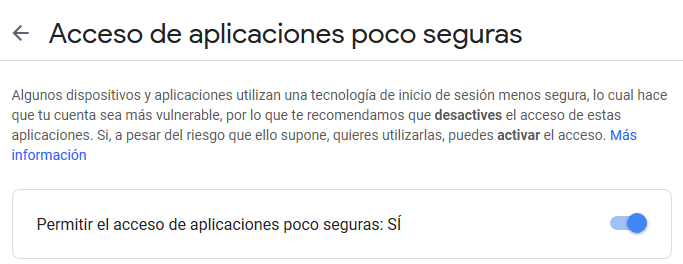 Acceso de aplicaciones poco seguras
Algunos dispositivos y aplicaciones utilizan una tecnología de inicio de sesión menos segura, lo cual hace
que tu cuenta sea más vulnerable, por lo que te recomendamos que desactives el acceso de estas
aplicaciones. Si, a pesar del riesgo que ello supone, quieres utilizarlas, puedes activar el acceso. Más
información
Permitir el acceso de aplicaciones poco seguras: SÍ